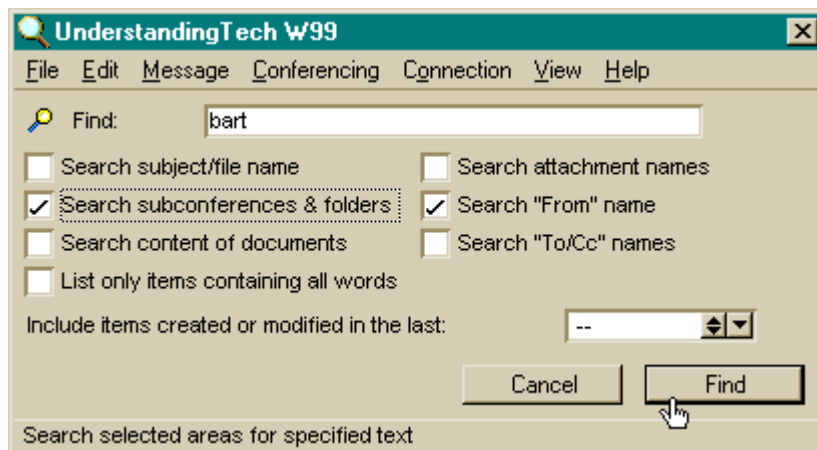 UnderstandingTech W99
File Edit Message Conferencing Connection View Help
Find: bart
Search subject/file name Search attachment names
Search subconferences & folders Search "From" name
Search content of documents Search "To/Cc" names
List only items containing all words
Include items created or modified in the last: --
Cancel Find
Search selected areas for specified text